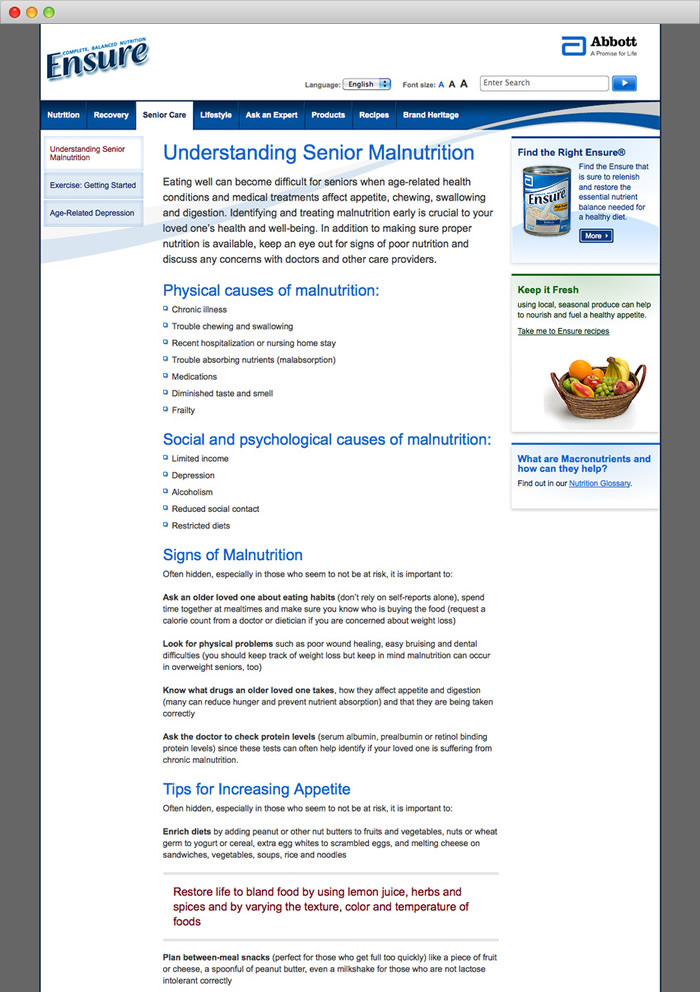 COMPLETE, BALANCED NUTRITION
Ensure
Abbott
A Promise for Life
Language: English Font size: A A A Enter Search
Nutrition Recovery Senior Care Lifestyle Ask an Expert Products Recipes Brand Heritage
Understanding Senior
Malnutrition
Exercise: Getting Started
Age-Related Depression
Understanding Senior Malnutrition
Eating well can become difficult for seniors when age-related health
conditions and medical treatments affect appetite, chewing, swallowing
and digestion. Identifying and treating malnutrition early is crucial to your
loved one's health and well-being. In addition to making sure proper
nutrition is available, keep an eye out for signs of poor nutrition and
discuss any concerns with doctors and other care providers.
Physical causes of malnutrition:
Chronic illness
Trouble chewing and swallowing
Recent hospitalization or nursing home stay
Trouble absorbing nutrients (malabsorption)
Medications
Diminished taste and smell
Frailty
Social and psychological causes of malnutrition:
Limited income
Depression
Alcoholism
Reduced social contact
Restricted diets
Signs of Malnutrition
Often hidden, especially in those who seem to not be at risk, it is important to:
Ask an older loved one about eating habits (don't rely on self-reports alone), spend
time together at mealtimes and make sure you know who is buying the food (request a
calorie count from a doctor or dietician if you are concerned about weight loss)
Look for physical problems such as poor wound healing, easy bruising and dental
difficulties (you should keep track of weight loss but keep in mind malnutrition can occur
in overweight seniors, too)
Know what drugs an older loved one takes, how they affect appetite and digestion
(many can reduce hunger and prevent nutrient absorption) and that they are being taken
correctly
Ask the doctor to check protein levels (serum albumin, prealbumin or retinol binding
protein levels) since these tests can often help identify if your loved one is suffering from
chronic malnutrition.
Tips for Increasing Appetite
Often hidden, especially in those who seem to not be at risk, it is important to:
Enrich diets by adding peanut or other nut butters to fruits and vegetables, nuts or wheat
germ to yogurt or cereal, extra egg whites to scrambled eggs, and melting cheese on
sandwiches, vegetables, soups, rice and noodles
Restore life to bland food by using lemon juice, herbs and
spices and by varying the texture, color and temperature of
foods
Plan between-meal snacks (perfect for those who get full too quickly) like a piece of fruit
or cheese, a spoonful of peanut butter, even a milkshake for those who are not lactose
intolerant correctly
Find the Right Ensure®
Find the Ensure that
is sure to relenish
and restore the
essential nutrient
balance needed for
a healthy diet.
Ensure
More
Keep it Fresh
using local, seasonal produce can help
to nourish and fuel a healthy appetite.
Take me to Ensure recipes
What are Macronutrients and
how can they help?
Find out in our Nutrition Glossary.